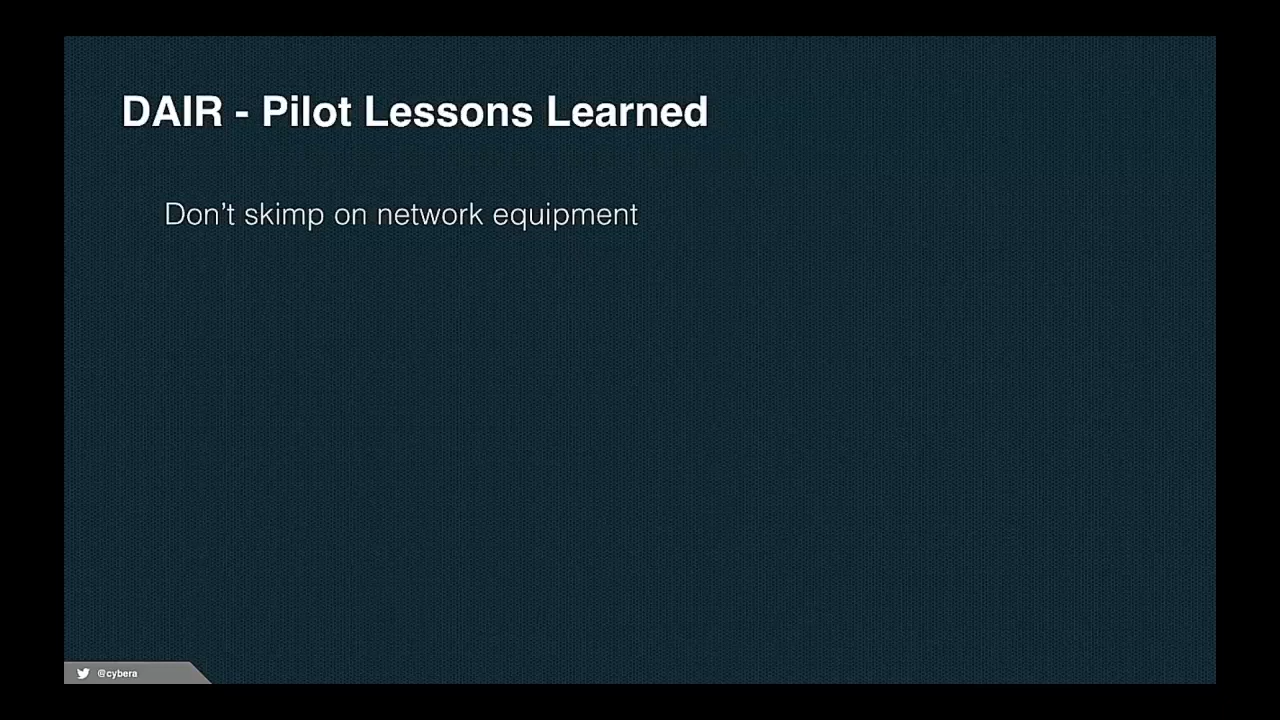 DAIR - Pilot Lessons Learned
Don't skimp on network equipment
@cybera